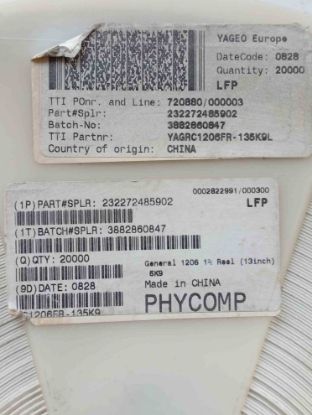 YAGEO Europe
DateCode: 0828
Quantity: 20000
LFP
TTI POnr. and Line: 720880/000003
Part#Splr: 232272485902
Batch-No: 3882860847
TTI Partnr: YAGRC1206FR-135K9L
Country of origin: CHINA
0002822991/000300
(1P)PART#SPLR: 232272485902 LFP
(1T)BATCH#SPLR: 3882860847
(Q)QTY: 20000
General 1206 1% Reel (13inch)
5K9
(9D)DATE: 0828
Made in CHINA
PHYCOMP
RC1206FR-135K9